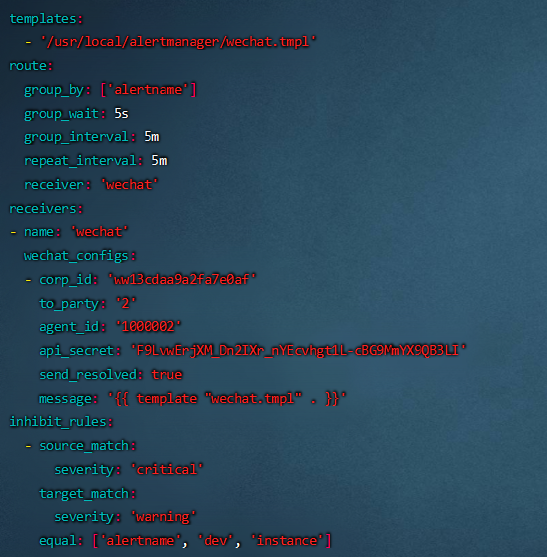 templates:
  - '/usr/local/alertmanager/wechat.tmpl'
route:
  group_by: ['alertname']
  group_wait: 5s
  group_interval: 5m
  repeat_interval: 5m
  receiver: 'wechat'
receivers:
- name: 'wechat'
  wechat_configs:
  - corp_id: 'ww13cdaa9a2fa7e0af'
    to_party: '2'
    agent_id: '1000002'
    api_secret: 'F9LvwErjXM_Dn2IXr_nYEcvhgt1L-cBG9MmYX9QB3LI'
    send_resolved: true
    message: '{{ template "wechat.tmpl" . }}'
inhibit_rules:
  - source_match:
      severity: 'critical'
    target_match:
      severity: 'warning'
    equal: ['alertname', 'dev', 'instance']